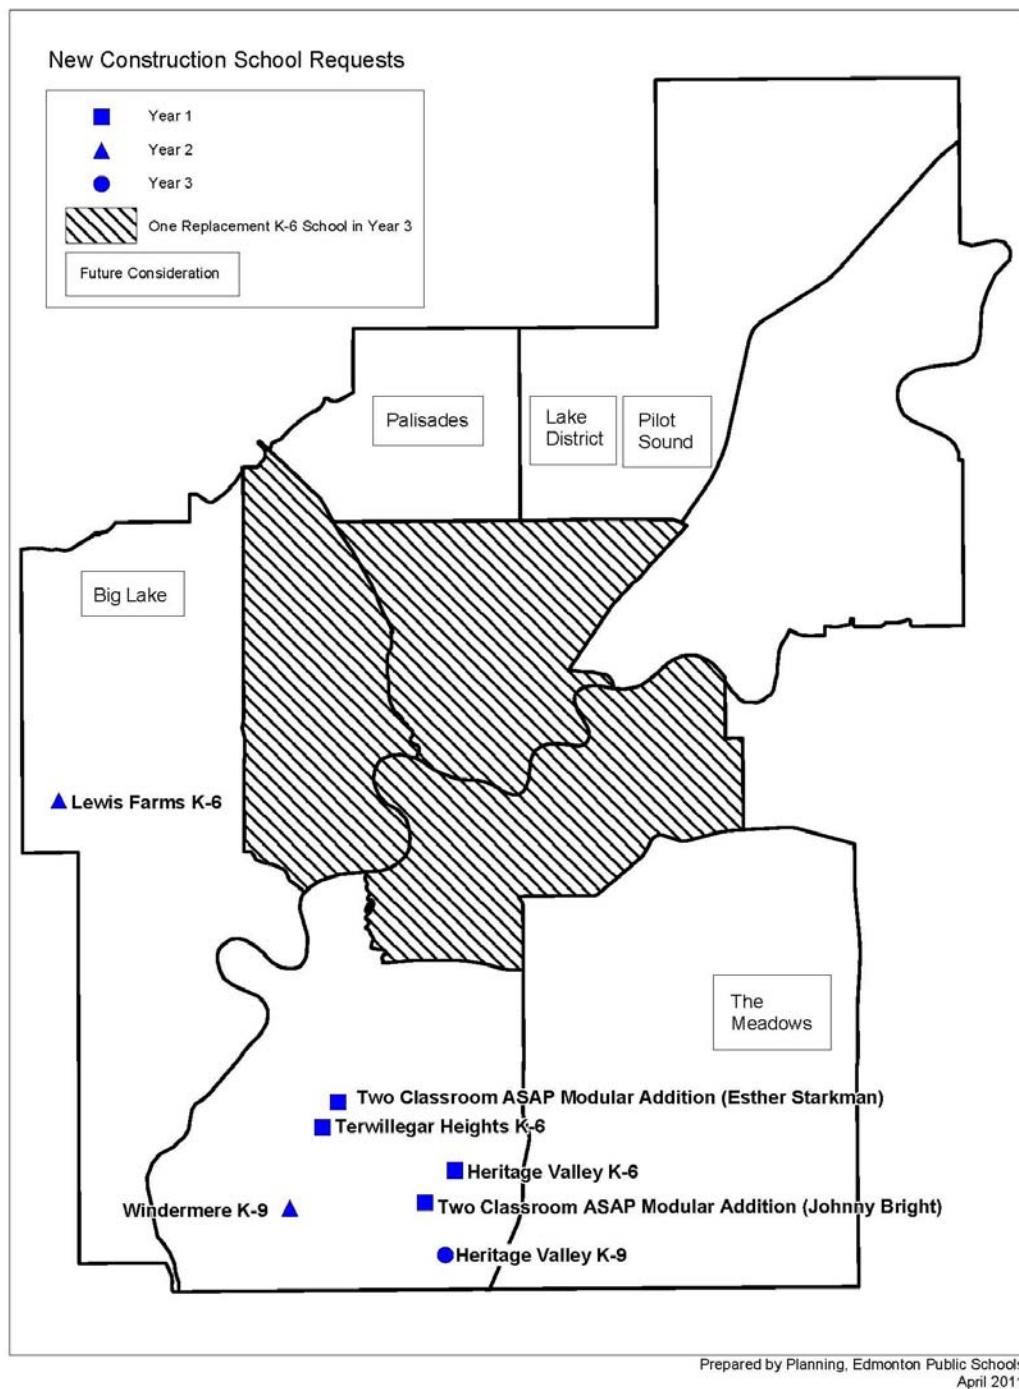 New Construction School Requests
Year 1
Year 2
Year 3
One Replacement K-6 School in Year 3
Future Consideration
Palisades
Lake
District
Pilot
Sound
Big Lake
Lewis Farms K-6
The
Meadows
Two Classroom ASAP Modular Addition (Esther Starkman)
Terwillegar Heights K-6
Heritage Valley K-6
Two Classroom ASAP Modular Addition (Johnny Bright)
Windermere K-9
Heritage Valley K-9
Prepared by Planning, Edmonton Public Schools
April 2011